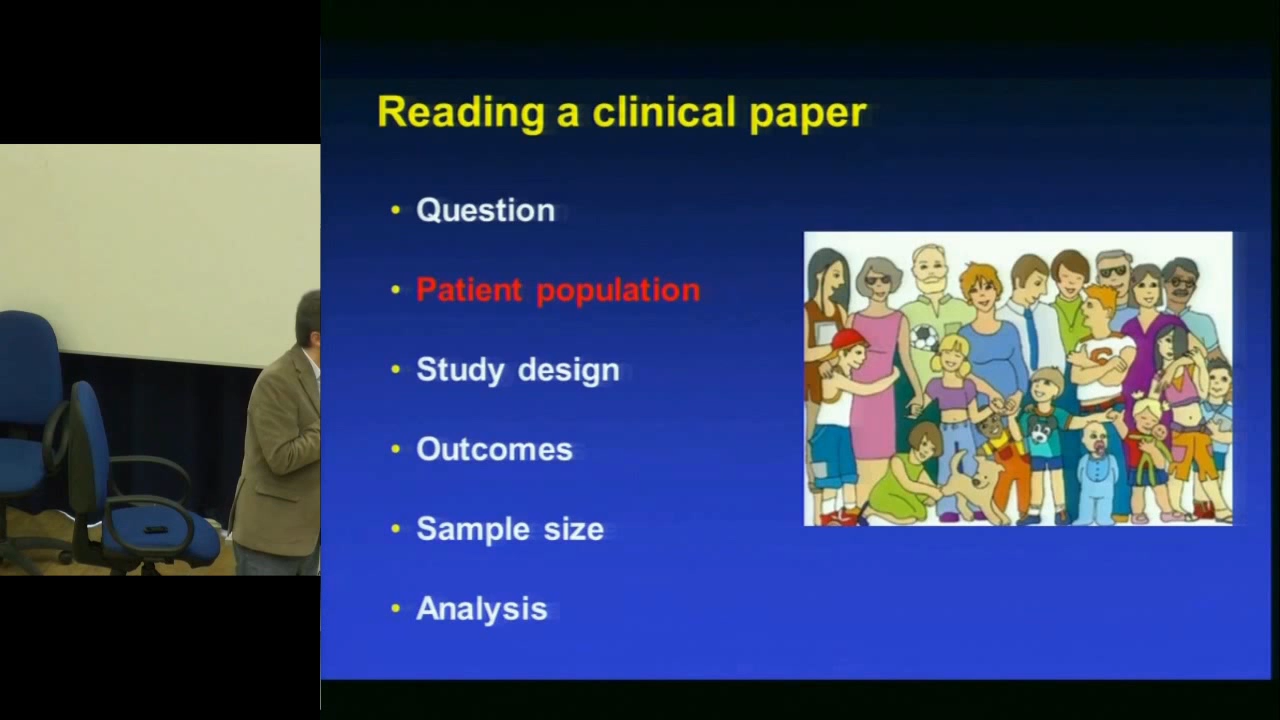 Reading a clinical paper
• Question
• Patient population
• Study design
• Outcomes
• Sample size
• Analysis